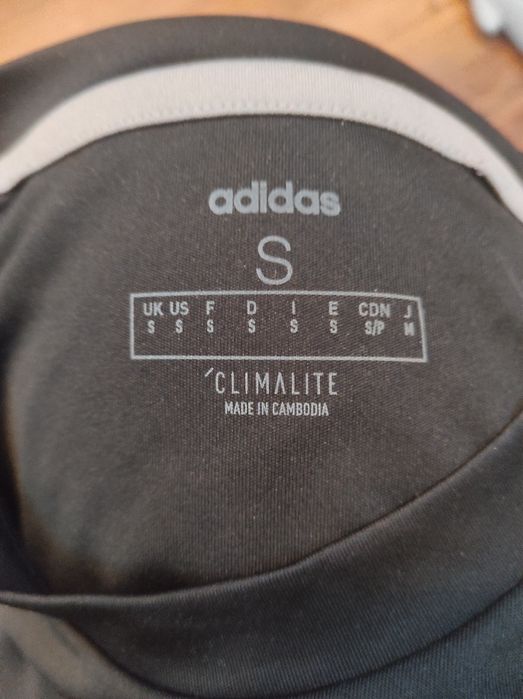 adidas
S
UK US F D I E CDN J
S S S S S S S/P M
´CLIMALITE
MADE IN CAMBODIA